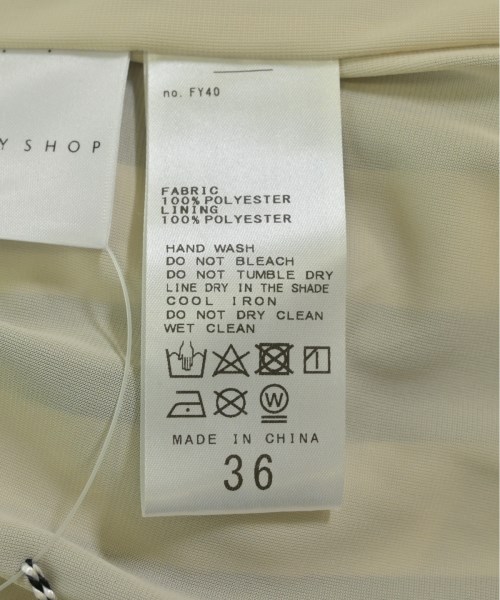 Y SHOP
no. FY40
FABRIC
100% POLYESTER
LINING
100% POLYESTER
HAND WASH
DO NOT BLEACH
DO NOT TUMBLE DRY
LINE DRY IN THE SHADE
COOL IRON
DO NOT DRY CLEAN
WET CLEAN
W
MADE IN CHINA
36